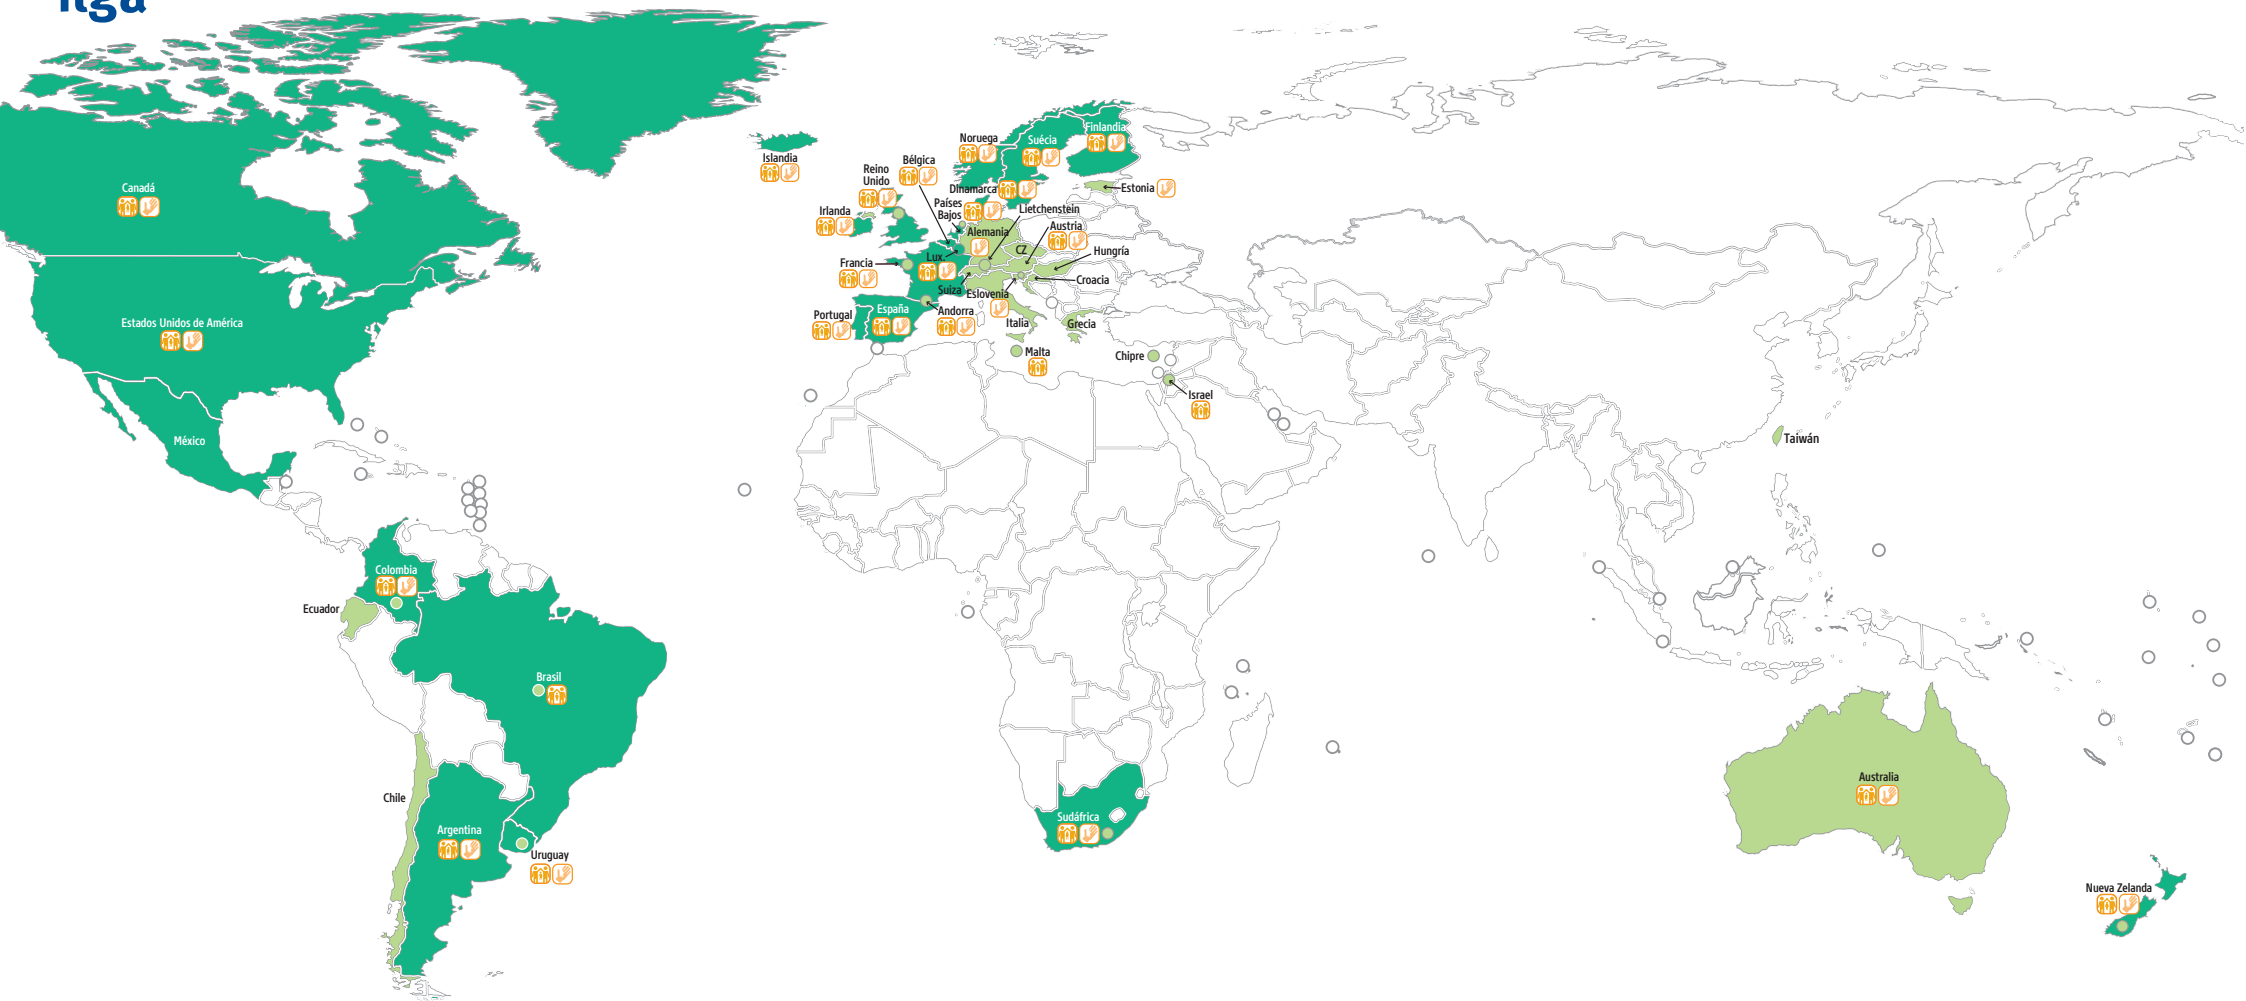 ilga
Canadá
Estados Unidos de América
México
Islandia
Noruega
Suécia
Finlandia
Reino
Unido
Bélgica
Dinamarca
Estonia
Países
Bajos
Lietchenstein
Irlanda
Alemania
Austria
CZ
Hungría
Francia
Lux.
Croacia
Suiza
Eslovenia
Portugal
España
Andorra
Italia
Grecia
Malta
Chipre
Israel
Taiwán
Colombia
Ecuador
Brasil
Chile
Argentina
Uruguay
Sudáfrica
Australia
Nueva Zelanda